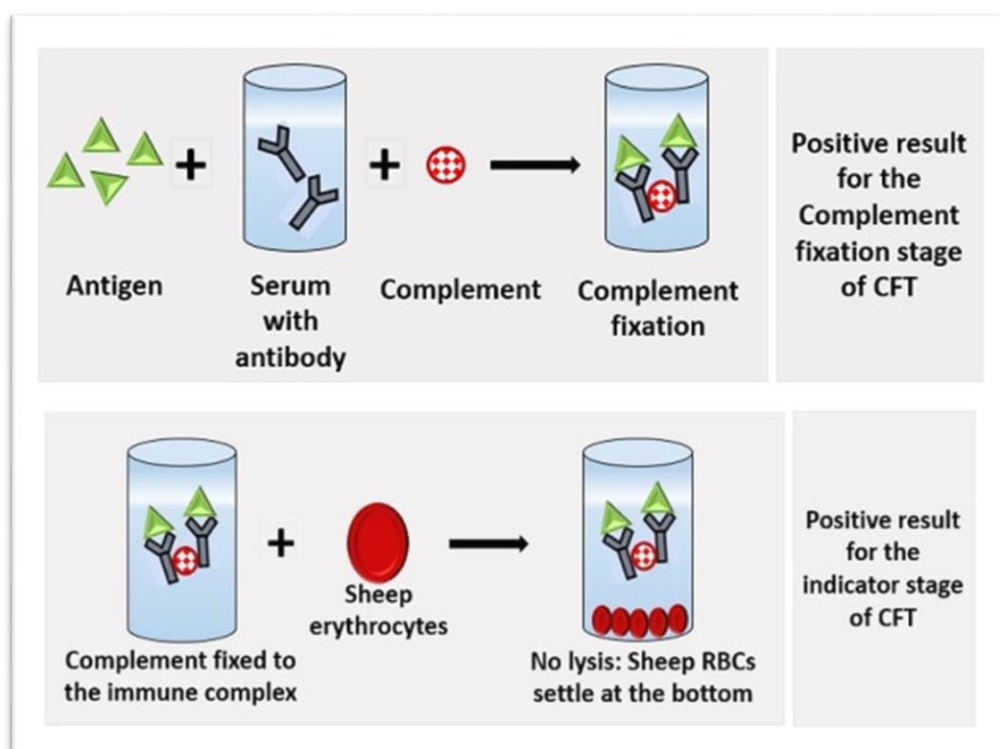 Antigen
+
Serum
with
antibody
+
Complement
Complement
fixation
Positive result
for the
Complement
fixation stage
of CFT
Complement fixed to
the immune complex
+
Sheep
erythrocytes
No lysis: Sheep RBCs
settle at the bottom
Positive result
for the
indicator stage
of CFT